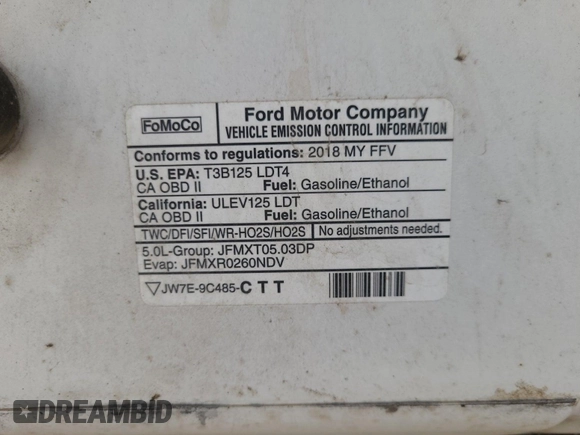 FoMoCo
Ford Motor Company
VEHICLE EMISSION CONTROL INFORMATION
Conforms to regulations: 2018 MY FFV
U.S. EPA: T3B125 LDT4
CA OBD II Fuel: Gasoline/Ethanol
California: ULEV125 LDT
CA OBD II Fuel: Gasoline/Ethanol
TWC/DFI/SFI/WR-HO2S/HO2S No adjustments needed.
5.0L-Group: JFMXT05.03DP
Evap: JFMXR0260NDV
▽JW7E-9C485-CTT
DREAMBID